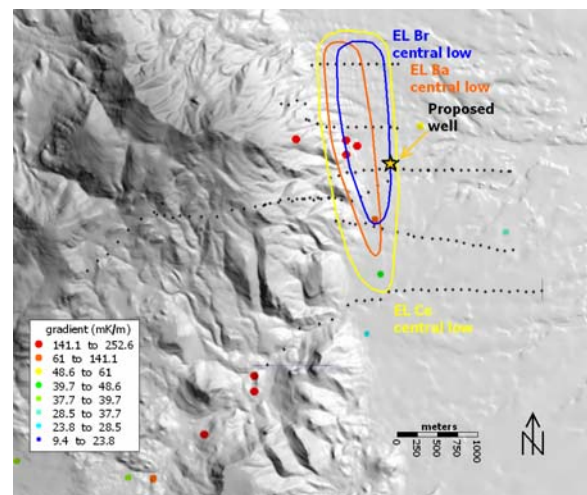 EL Br
central low
EL Ba
central low
Proposed
well
EL Ca
central low
gradient (mK/m)
141.1 to 252.6
61 to 141.1
48.6 to 61
39.7 to 48.6
37.7 to 39.7
28.5 to 37.7
23.8 to 28.5
9.4 to 23.8
meters
0 250 500 750 1000
N